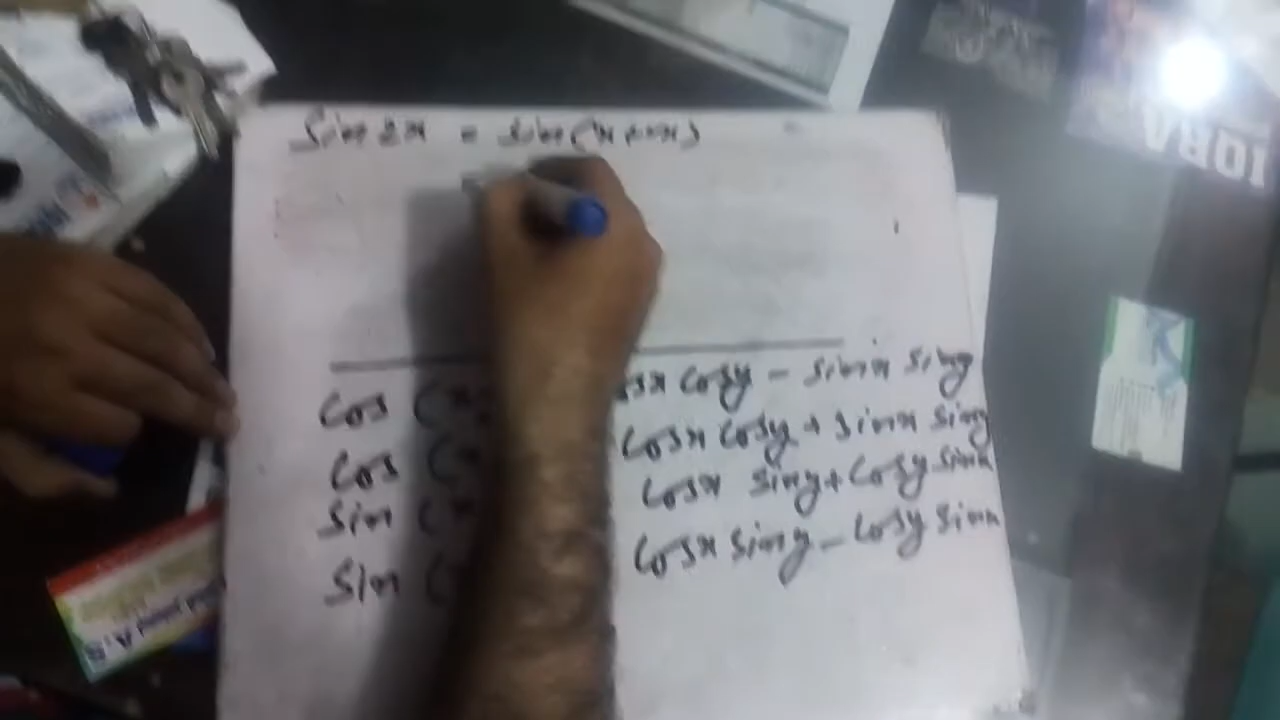 Sin 2x = sin(x+x)
cos ( cosx cosy - sinx siny
cos ( cosx cosy + sinx siny
sin ( cosx siny + cosy sinx
sin ( cosx siny - cosy sinx
IQRA